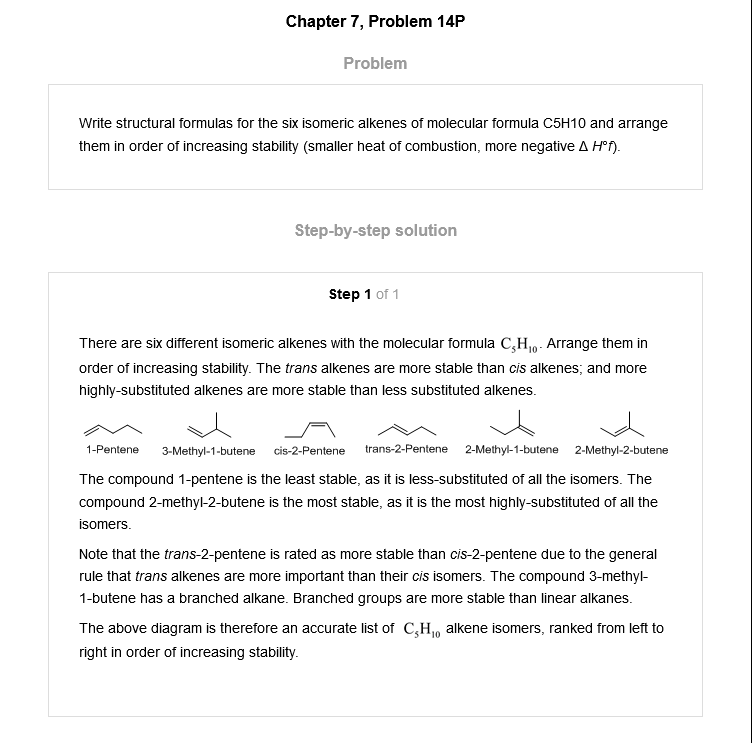 Chapter 7, Problem 14P
Problem
Write structural formulas for the six isomeric alkenes of molecular formula C5H10 and arrange
them in order of increasing stability (smaller heat of combustion, more negative Δ H°f).
Step-by-step solution
Step 1 of 1
There are six different isomeric alkenes with the molecular formula C₅H₁₀. Arrange them in
order of increasing stability. The trans alkenes are more stable than cis alkenes; and more
highly-substituted alkenes are more stable than less substituted alkenes.
1-Pentene 3-Methyl-1-butene cis-2-Pentene trans-2-Pentene 2-Methyl-1-butene 2-Methyl-2-butene
The compound 1-pentene is the least stable, as it is less-substituted of all the isomers. The
compound 2-methyl-2-butene is the most stable, as it is the most highly-substituted of all the
isomers.
Note that the trans-2-pentene is rated as more stable than cis-2-pentene due to the general
rule that trans alkenes are more important than their cis isomers. The compound 3-methyl-
1-butene has a branched alkane. Branched groups are more stable than linear alkanes.
The above diagram is therefore an accurate list of C₅H₁₀ alkene isomers, ranked from left to
right in order of increasing stability.